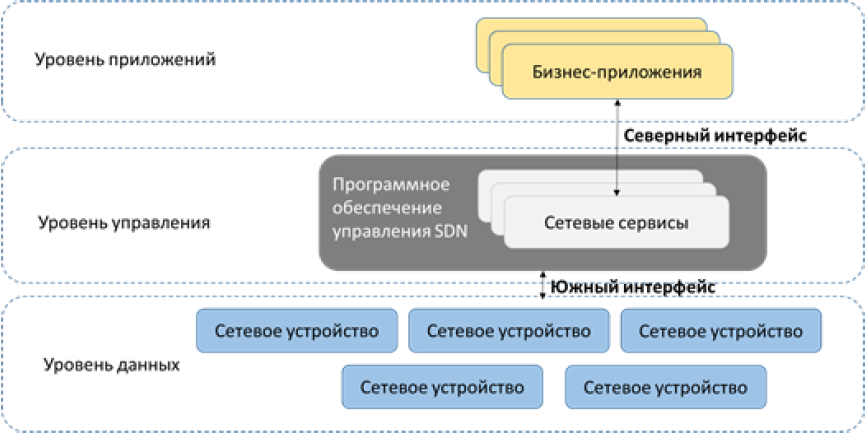 Уровень приложений
Бизнес-приложения
Северный интерфейс
Программное
обеспечение
управления SDN
Уровень управления
Сетевые сервисы
Южный интерфейс
Сетевое устройство
Сетевое устройство
Сетевое устройство
Уровень данных
Сетевое устройство
Сетевое устройство